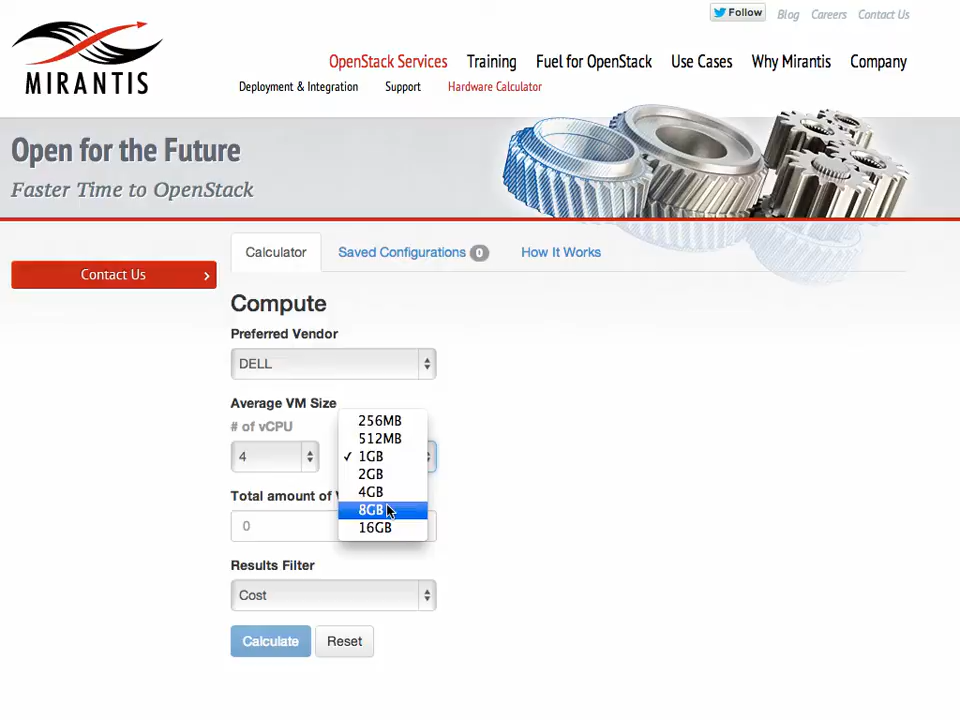 Follow
Blog
Careers
Contact Us
MIRANTIS
OpenStack Services
Training
Fuel for OpenStack
Use Cases
Why Mirantis
Company
Deployment & Integration
Support
Hardware Calculator
Open for the Future
Faster Time to OpenStack
Contact Us
Calculator
Saved Configurations 0
How It Works
Compute
Preferred Vendor
DELL
Average VM Size
# of vCPU
4
256MB
512MB
✓ 1GB
2GB
4GB
8GB
16GB
Total amount of
0
Results Filter
Cost
Calculate
Reset